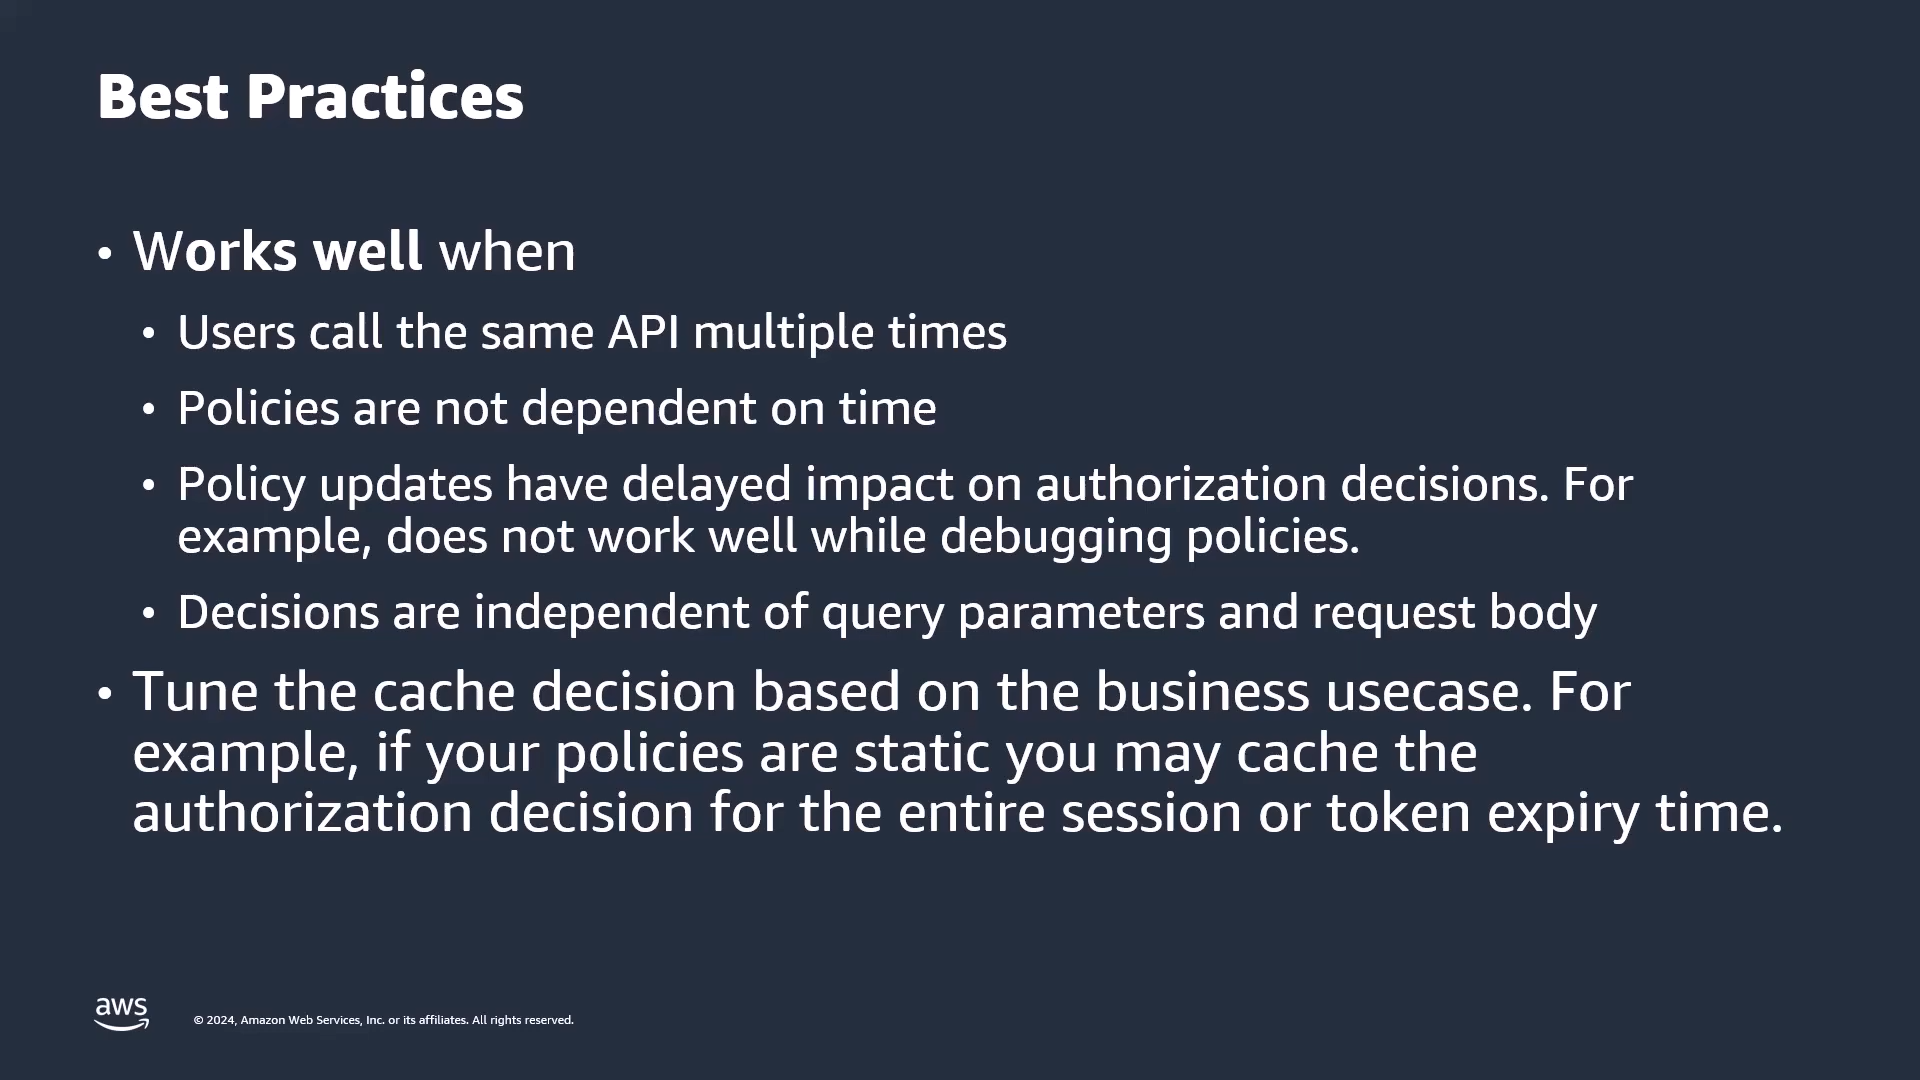 Best Practices
• Works well when
• Users call the same API multiple times
• Policies are not dependent on time
• Policy updates have delayed impact on authorization decisions. For
example, does not work well while debugging policies.
• Decisions are independent of query parameters and request body
• Tune the cache decision based on the business usecase. For
example, if your policies are static you may cache the
authorization decision for the entire session or token expiry time.
aws
© 2024, Amazon Web Services, Inc. or its affiliates. All rights reserved.